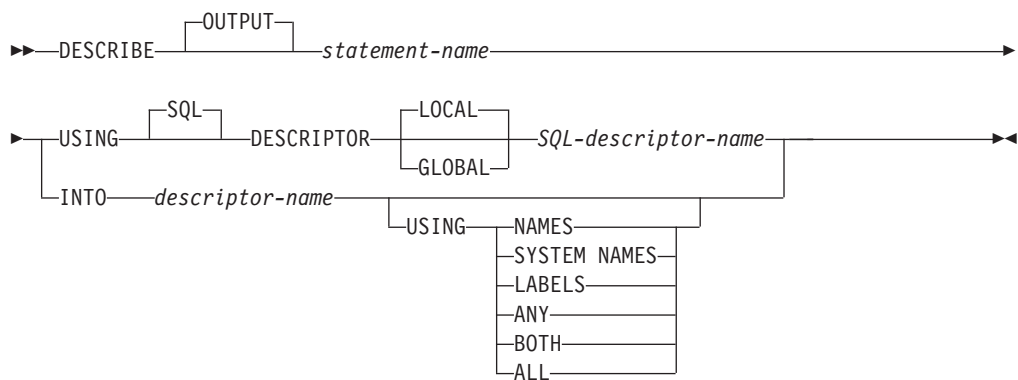 OUTPUT
DESCRIBE statement-name
SQL LOCAL
USING DESCRIPTOR SQL-descriptor-name
GLOBAL
INTO descriptor-name
USING NAMES
SYSTEM NAMES
LABELS
ANY
BOTH
ALL